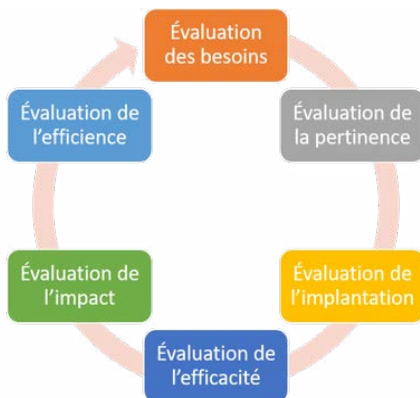 Évaluation
des besoins
Évaluation de
la pertinence
Évaluation de
l'implantation
Évaluation de
l'efficacité
Évaluation de
l'impact
Évaluation de
l'efficience